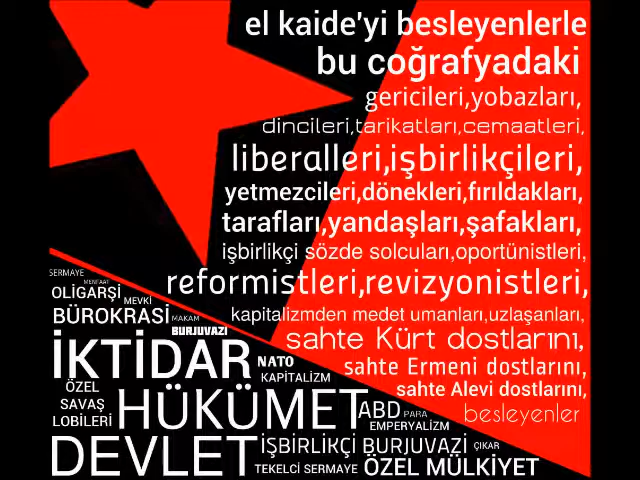 el kaide'yi besleyenlerle
bu coğrafyadaki
gericileri,yobazları,
dincileri,tarikatları,cemaatleri,
liberalleri,işbirlikçileri,
yetmezcileri,dönekleri,fırıldakları,
tarafları,yandaşları,şafakları,
işbirlikçi sözde solcuları,oportünistleri,
reformistleri,revizyonistleri,
kapitalizmden medet umanları,uzlaşanları,
sahte Kürt dostlarını,
sahte Ermeni dostlarını,
sahte Alevi dostlarını,
besleyenler
SERMAYE
MENFAAT
OLİGARŞİ
MEVKİ
BÜROKRASİ
MAKAM
BURJUVAZİ
İKTİDAR
NATO
KAPİTALİZM
ÖZEL
SAVAŞ
LOBİLERİ
HÜKÜMET
ABD
PARA
EMPERYALİZM
DEVLET
İŞBİRLİKÇİ BURJUVAZİ
ÇIKAR
TEKELCİ SERMAYE
ÖZEL MÜLKİYET